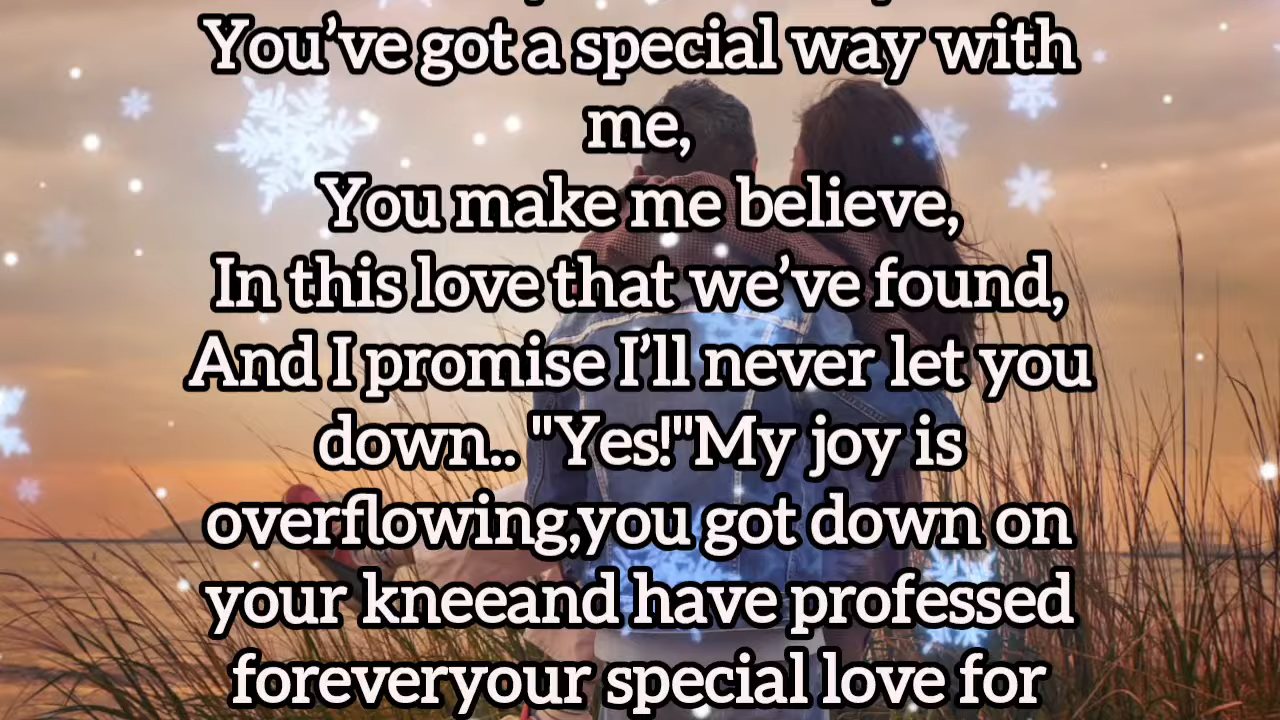 You’ve got a special way with
me,
You make me believe,
In this love that we’ve found,
And I promise I’ll never let you
down.. "Yes!"My joy is
overflowing,you got down on
your kneeand have professed
foreveryour special love for